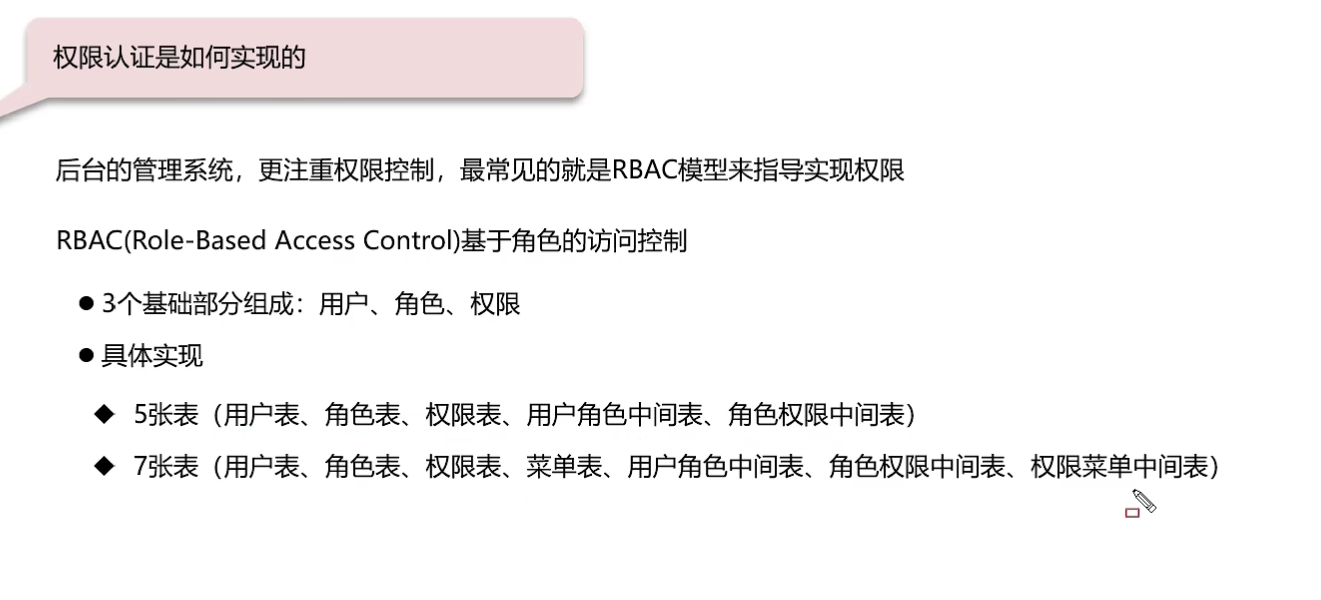 权限认证是如何实现的
后台的管理系统，更注重权限控制，最常见的就是RBAC模型来指导实现权限
RBAC(Role-Based Access Control)基于角色的访问控制
● 3个基础部分组成：用户、角色、权限
● 具体实现
◆ 5张表（用户表、角色表、权限表、用户角色中间表、角色权限中间表）
◆ 7张表（用户表、角色表、权限表、菜单表、用户角色中间表、角色权限中间表、权限菜单中间表）